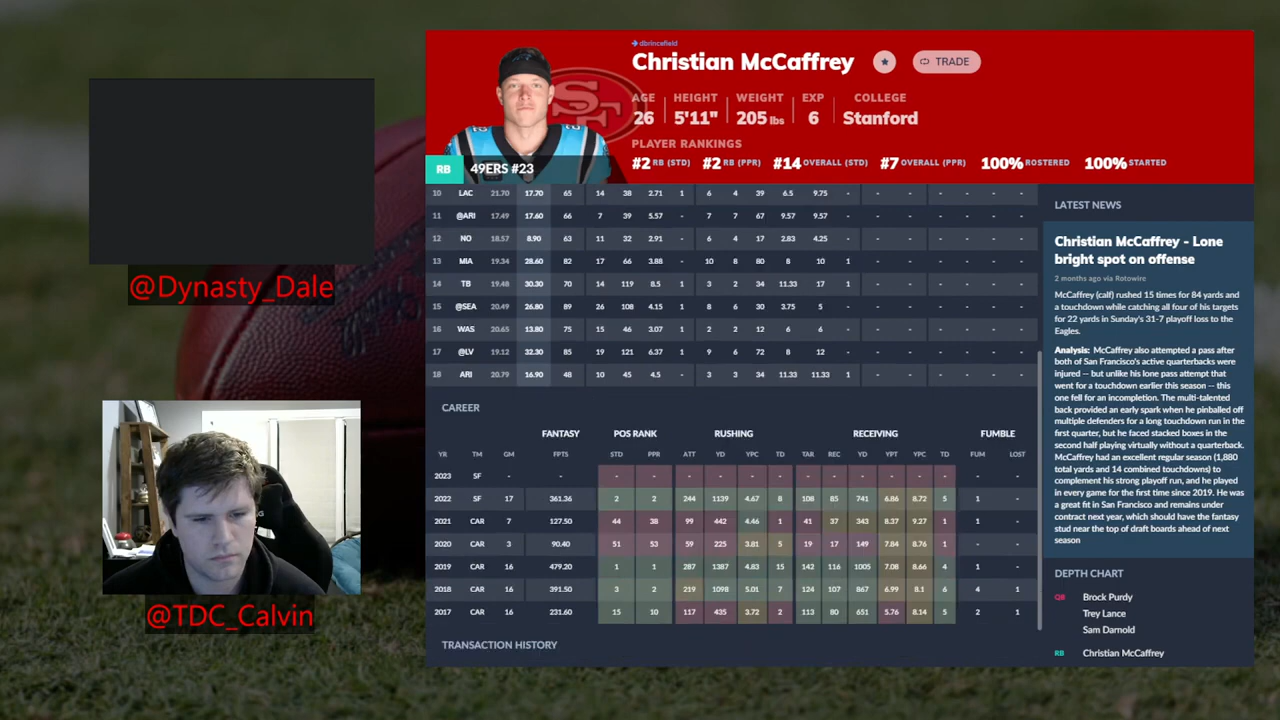 dbrincefield
Christian McCaffrey
TRADE
AGE HEIGHT WEIGHT EXP COLLEGE
26 5'11" 205 lbs 6 Stanford
PLAYER RANKINGS
#2 RB (STD) #2 RB (PPR) #14 OVERALL (STD) #7 OVERALL (PPR) 100% ROSTERED 100% STARTED
RB 49ERS #23
10 LAC 21.70 17.70 65 14 38 2.71 1 6 4 39 6.5 9.75 - - - - - - -
11 @ARI 17.49 17.60 66 7 39 5.57 - 7 7 67 9.57 9.57 - - - - - - -
12 NO 18.57 8.90 63 11 32 2.91 - 6 4 17 2.83 4.25 - - - - - - -
13 MIA 19.34 28.60 82 17 66 3.88 - 10 8 80 8 10 1 - - - - - -
14 TB 19.48 30.30 70 14 119 8.5 1 3 2 34 11.33 17 1 - - - - - -
15 @SEA 20.49 26.80 89 26 108 4.15 1 8 6 30 3.75 5 - - - - - - -
16 WAS 20.65 13.80 75 15 46 3.07 1 2 2 12 6 6 - - - - - - -
17 @LV 19.12 32.30 85 19 121 6.37 1 9 6 72 8 12 - - - - - - -
18 ARI 20.79 16.90 48 10 45 4.5 - 3 3 34 11.33 11.33 1 - - - - - -
CAREER
FANTASY POS RANK RUSHING RECEIVING FUMBLE
YR TM GM FPTS STD PPR ATT YD YPC TD TAR REC YD YPT YPC TD FUM LOST
2023 SF - - - - - - - - - - - - - - - -
2022 SF 17 361.36 2 2 244 1139 4.67 8 108 85 741 6.86 8.72 5 1 -
2021 CAR 7 127.50 44 38 99 442 4.46 1 41 37 343 8.37 9.27 1 1 -
2020 CAR 3 90.40 51 53 59 225 3.81 5 19 17 149 7.84 8.76 1 - -
2019 CAR 16 479.20 1 1 287 1387 4.83 15 142 116 1005 7.08 8.66 4 1 -
2018 CAR 16 391.50 3 2 219 1098 5.01 7 124 107 867 6.99 8.1 6 4 1
2017 CAR 16 231.60 15 10 117 435 3.72 2 113 80 651 5.76 8.14 5 2 1
TRANSACTION HISTORY
LATEST NEWS
Christian McCaffrey - Lone
bright spot on offense
2 months ago via Rotowire
McCaffrey (calf) rushed 15 times for 84 yards and
a touchdown while catching all four of his targets
for 22 yards in Sunday's 31-7 playoff loss to the
Eagles.
Analysis: McCaffrey also attempted a pass after
both of San Francisco's active quarterbacks were
injured -- but unlike his lone pass attempt that
went for a touchdown earlier this season -- this
one fell for an incompletion. The multi-talented
back provided an early spark when he pinballed off
multiple defenders for a long touchdown run in the
first quarter, but he faced stacked boxes in the
second half playing virtually without a quarterback.
McCaffrey had an excellent regular season (1,880
total yards and 14 combined touchdowns) to
complement his strong playoff run, and he played
in every game for the first time since 2019. He was
a great fit in San Francisco and remains under
contract next year, which should have the fantasy
stud near the top of draft boards ahead of next
season
DEPTH CHART
QB Brock Purdy
Trey Lance
Sam Darnold
RB Christian McCaffrey
@Dynasty_Dale
@TDC_Calvin
SF